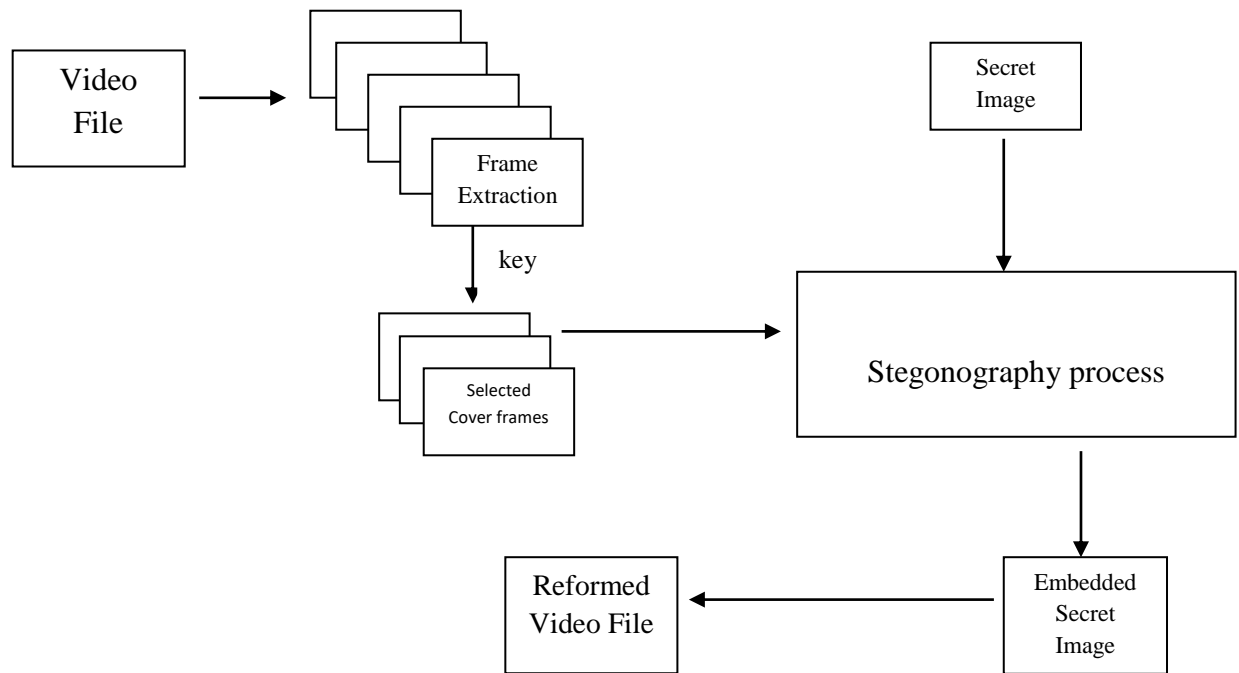 Video
File
Frame
Extraction
key
Selected
Cover frames
Secret
Image
Stegonography process
Embedded
Secret
Image
Reformed
Video File